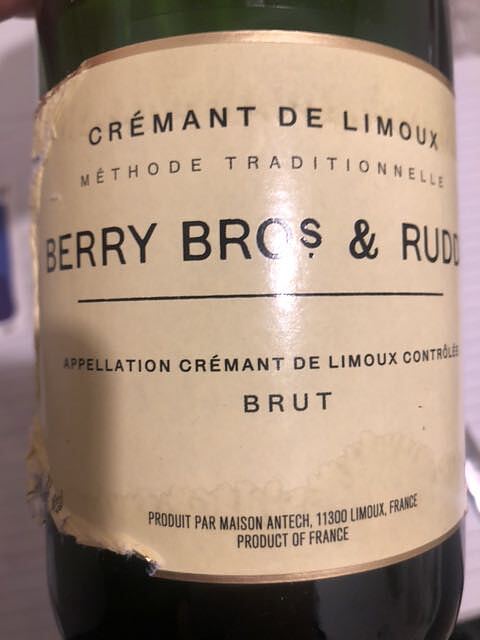 CRÉMANT DE LIMOUX
MÉTHODE TRADITIONNELLE
BERRY BROS & RUDD
APPELLATION CRÉMANT DE LIMOUX CONTRÔLÉE
BRUT
PRODUIT PAR MAISON ANTECH, 11300 LIMOUX, FRANCE
PRODUCT OF FRANCE